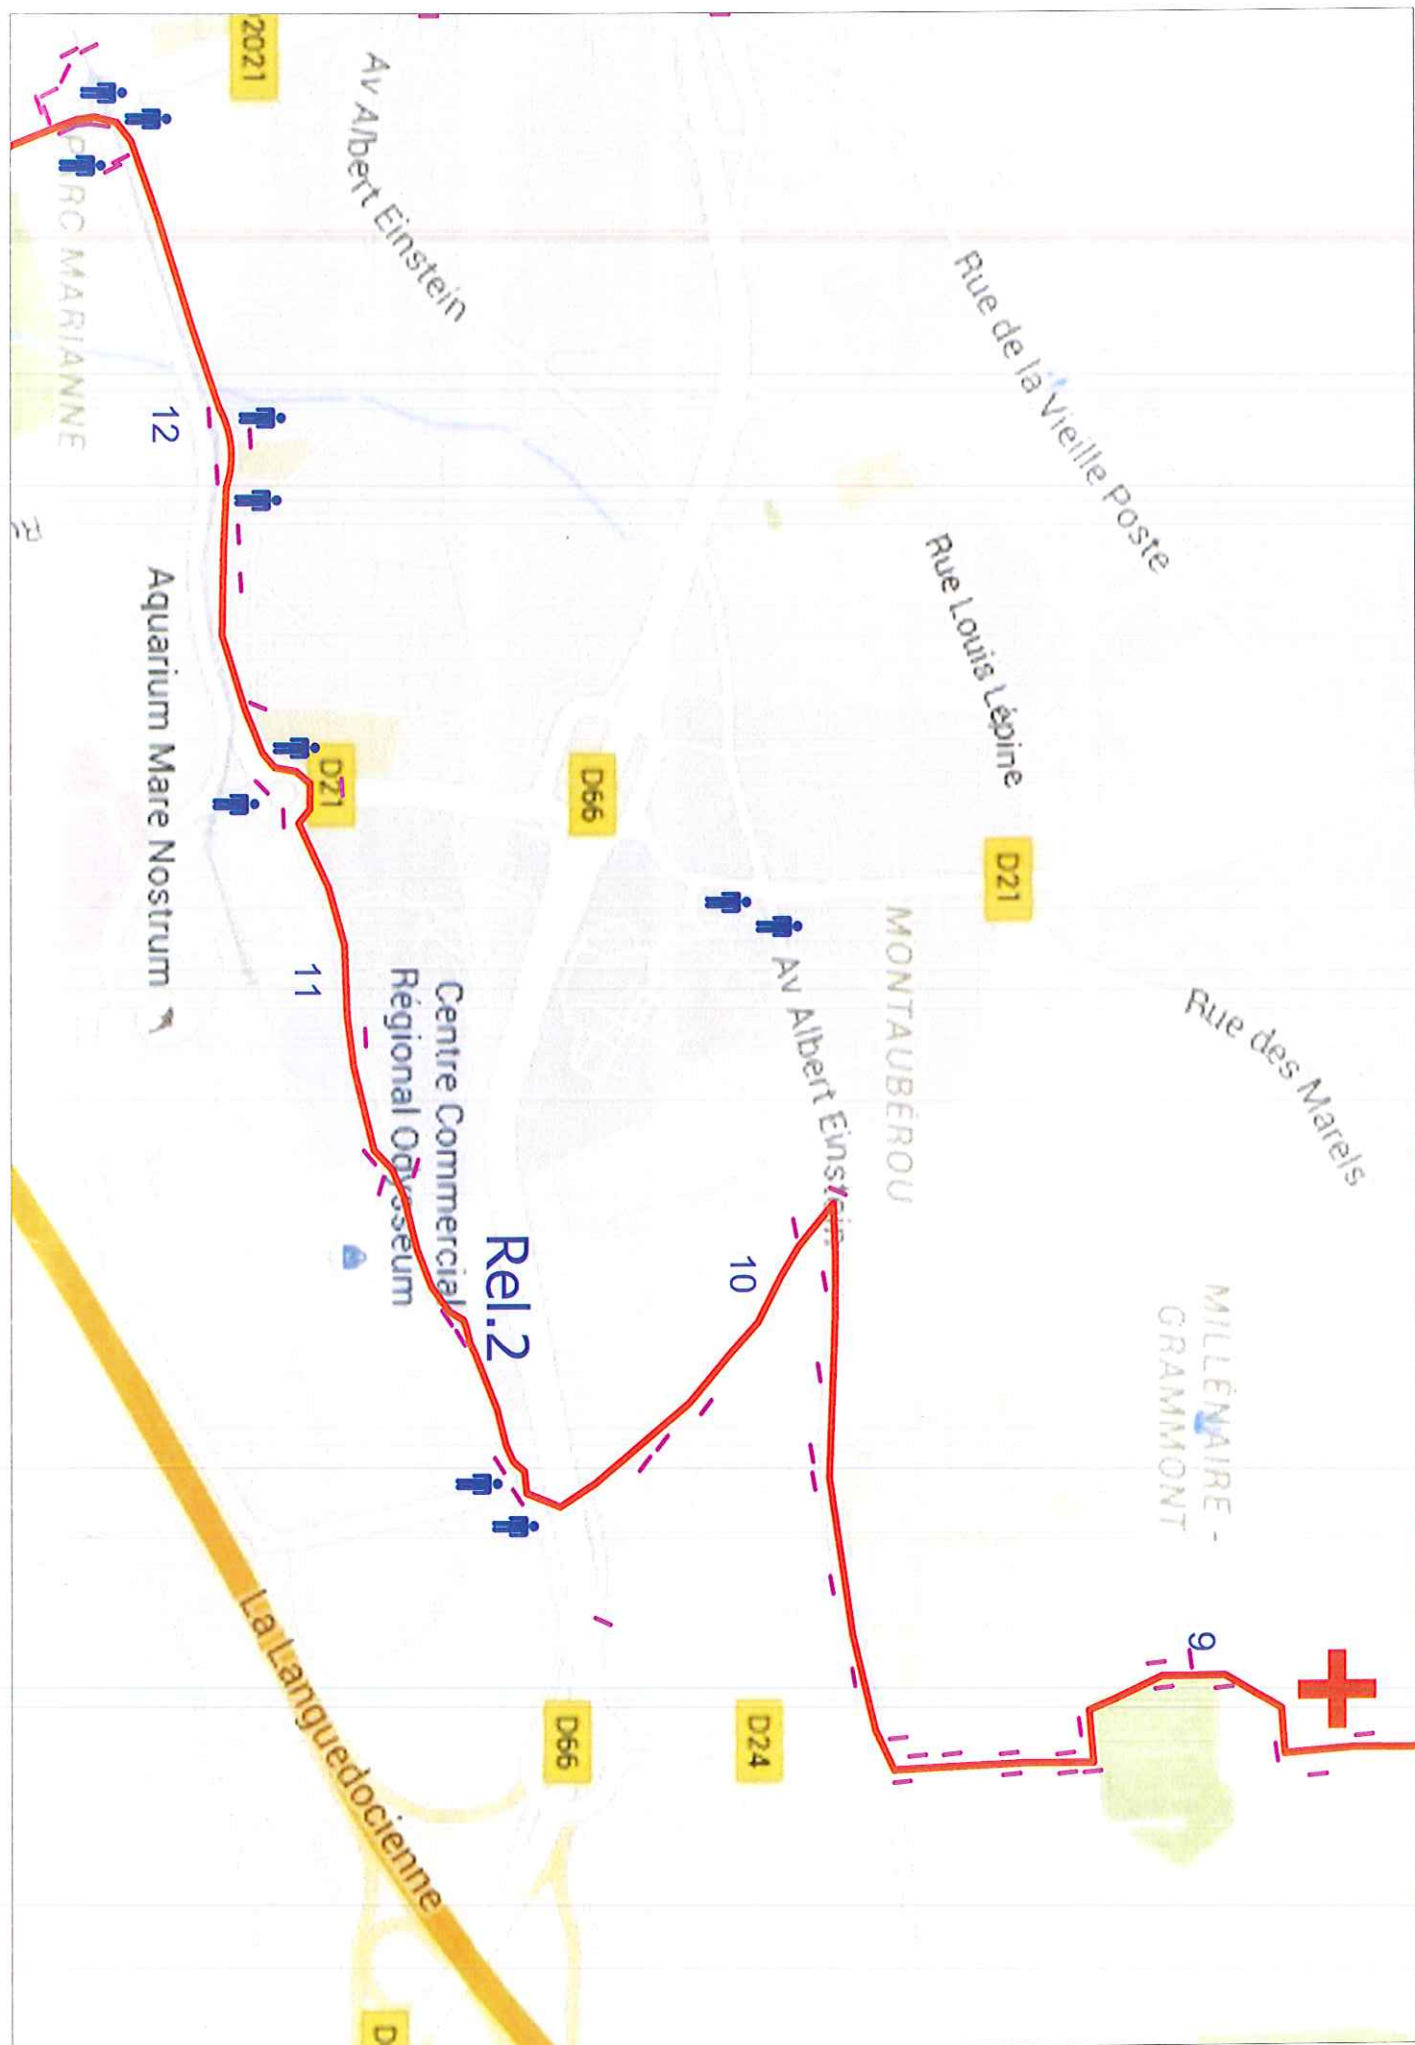 Rue des Marels
MILLÉNAIRE -
GRAMMONT
9
Rue de la Vieille Poste
D21
Rue Louis Lépine
MONTAUBÉROU
Av Albert Einstein
D24
10
D66
D66
Rel.2
Centre Commercial
Régional Odysseum
Av Albert Einstein
D
La Languedocienne
D21
11
2021
12
Aquarium Mare Nostrum
PARC MARIANNE